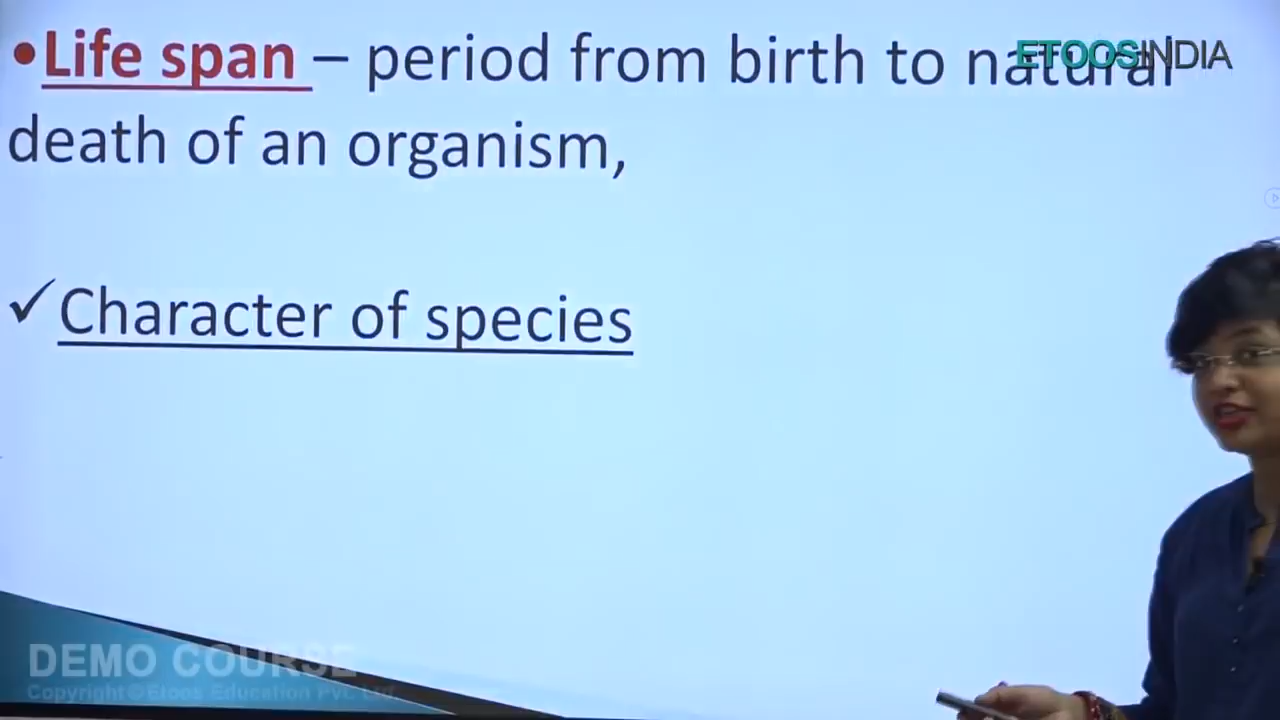 •Life span – period from birth to natural
death of an organism,
ETOOSINDIA
✓Character of species
DEMO COURSE
Copyright©Etoos Education Pvt. Ltd.